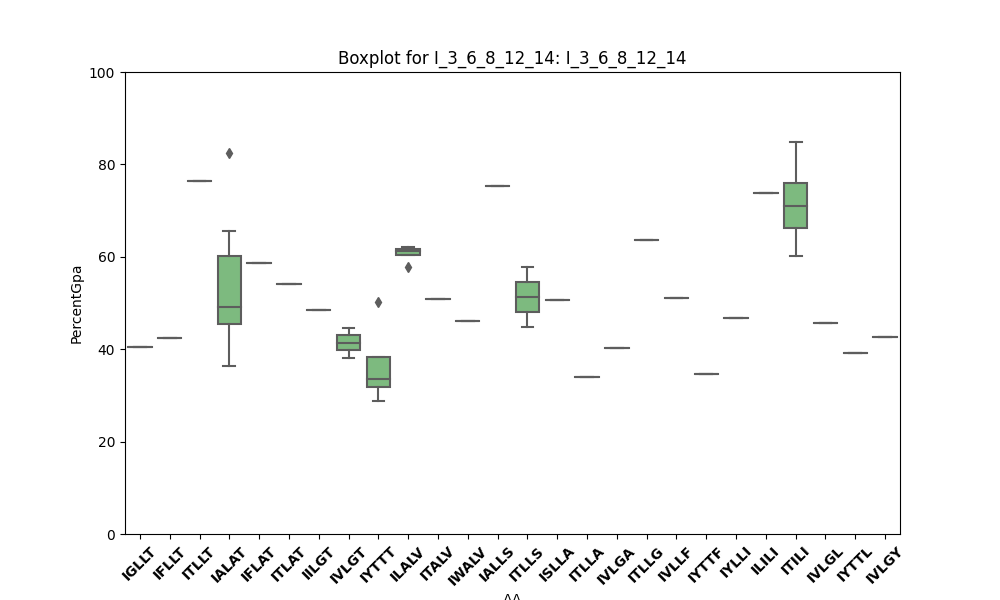 Boxplot for I_3_6_8_12_14: I_3_6_8_12_14
100
80
60
40
20
0
PercentGpa
IGLLT IFLLT ITLLT IALAT IFLAT ITLAT IILGT IVLGT IYTTT ILALV ITALV IWALV IALLS ITLLS ISLLA ITLLA IVLGA ITLLG IVLLF IYTTF IYLLI ILILI ITILI IVLGL IYTTL IVLGY
AA